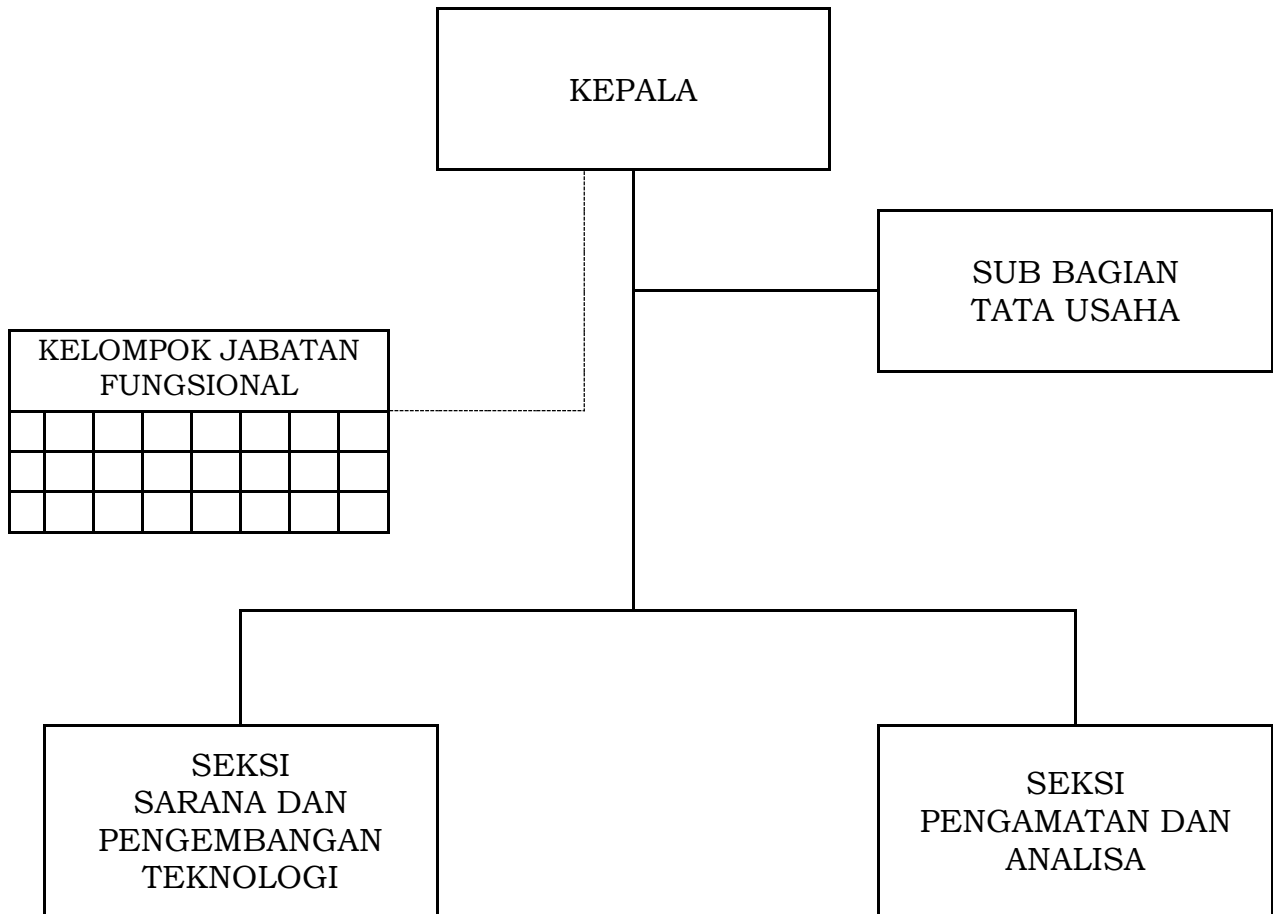 KEPALA
SUB BAGIAN
TATA USAHA
KELOMPOK JABATAN
FUNGSIONAL
SEKSI
SARANA DAN
PENGEMBANGAN
TEKNOLOGI
SEKSI
PENGAMATAN DAN
ANALISA